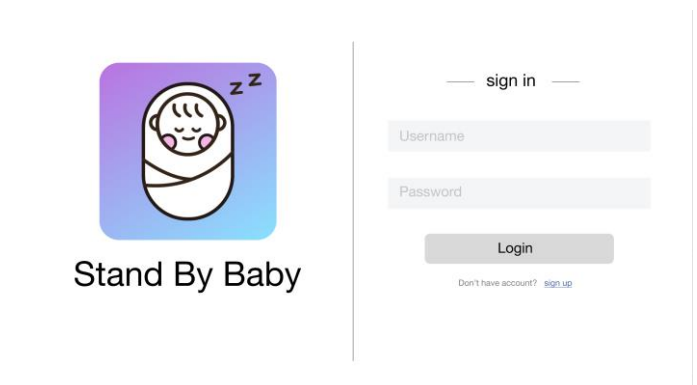 z z
Stand By Baby
sign in
Username
Password
Login
Don't have account? sign up